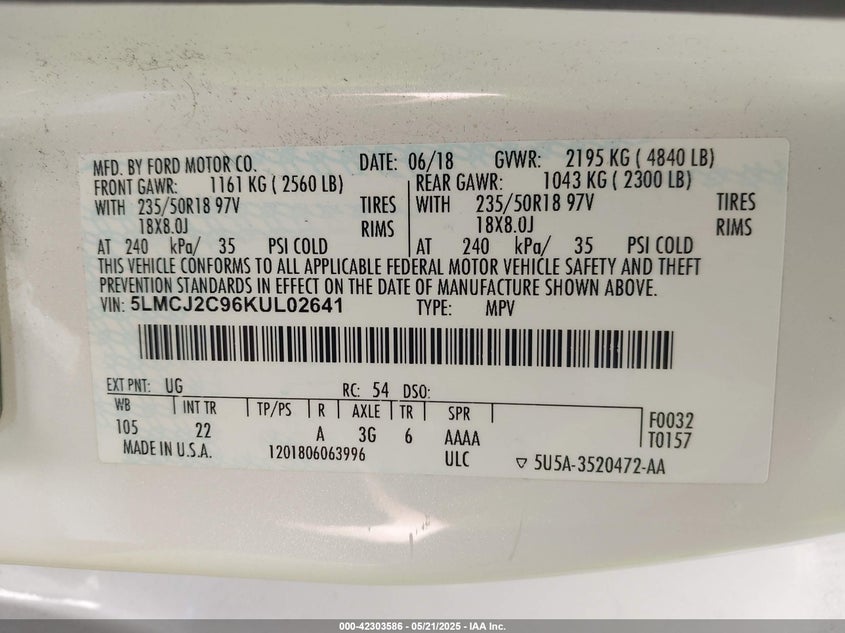 MFD. BY FORD MOTOR CO. DATE: 06/18 GVWR: 2195 KG ( 4840 LB)
FRONT GAWR: 1161 KG ( 2560 LB) REAR GAWR: 1043 KG ( 2300 LB)
WITH 235/50R18 97V TIRES WITH 235/50R18 97V TIRES
18X8.0J RIMS 18X8.0J RIMS
AT 240 kPa/ 35 PSI COLD AT 240 kPa/ 35 PSI COLD
THIS VEHICLE CONFORMS TO ALL APPLICABLE FEDERAL MOTOR VEHICLE SAFETY AND THEFT
PREVENTION STANDARDS IN EFFECT ON THE DATE OF MANUFACTURE SHOWN ABOVE.
VIN: 5LMCJ2C96KUL02641 TYPE: MPV
EXT PNT: UG RC: 54 DSO:
WB INT TR TP/PS R AXLE TR SPR F0032
105 22 A 3G 6 AAAA T0157
MADE IN U.S.A. 1201806063996 ULC ▽ 5U5A-3520472-AA
000-42303586 - 05/21/2025 - IAA Inc.